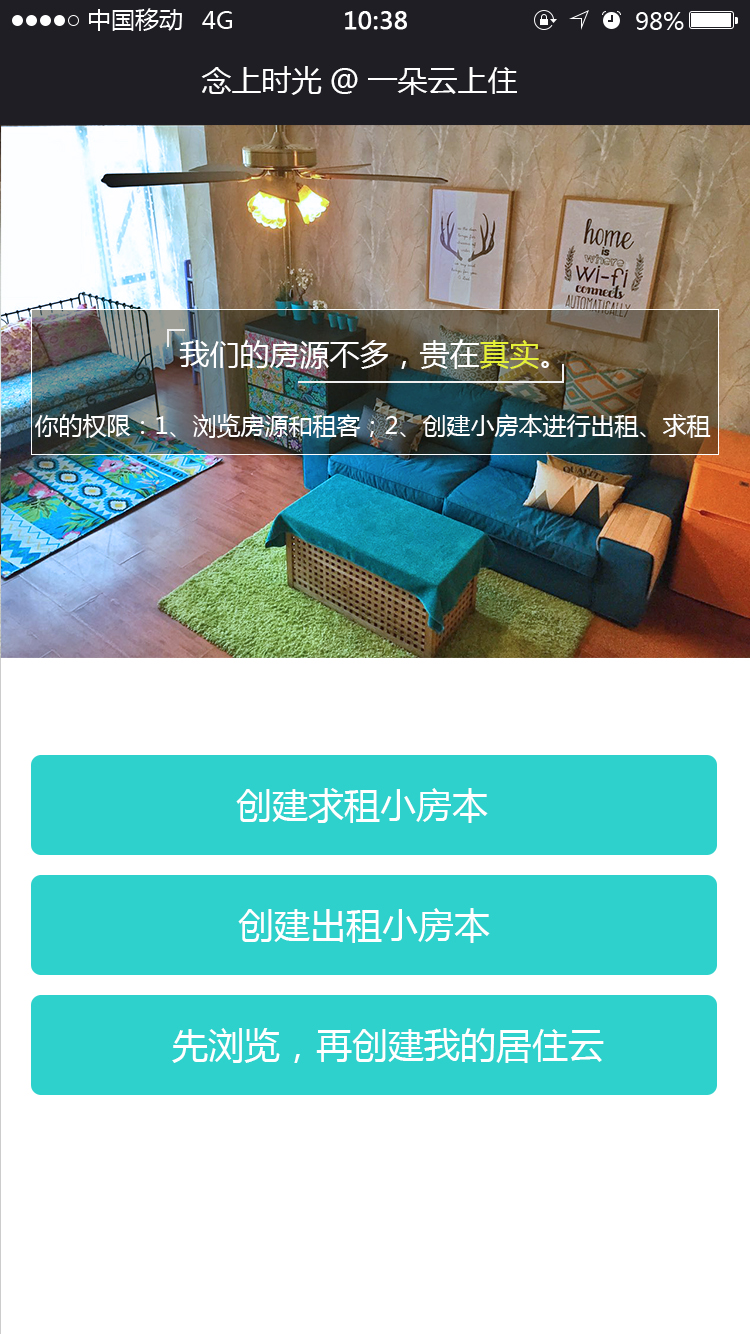 中国移动 4G 10:38 98%
念上时光 @ 一朵云上住
home
is
where
wi-fi
connects
AUTOMATICALLY
「我们的房源不多，贵在真实。」
你的权限：1、浏览房源和租客；2、创建小房本进行出租、求租
QUALITY
创建求租小房本
创建出租小房本
先浏览，再创建我的居住云